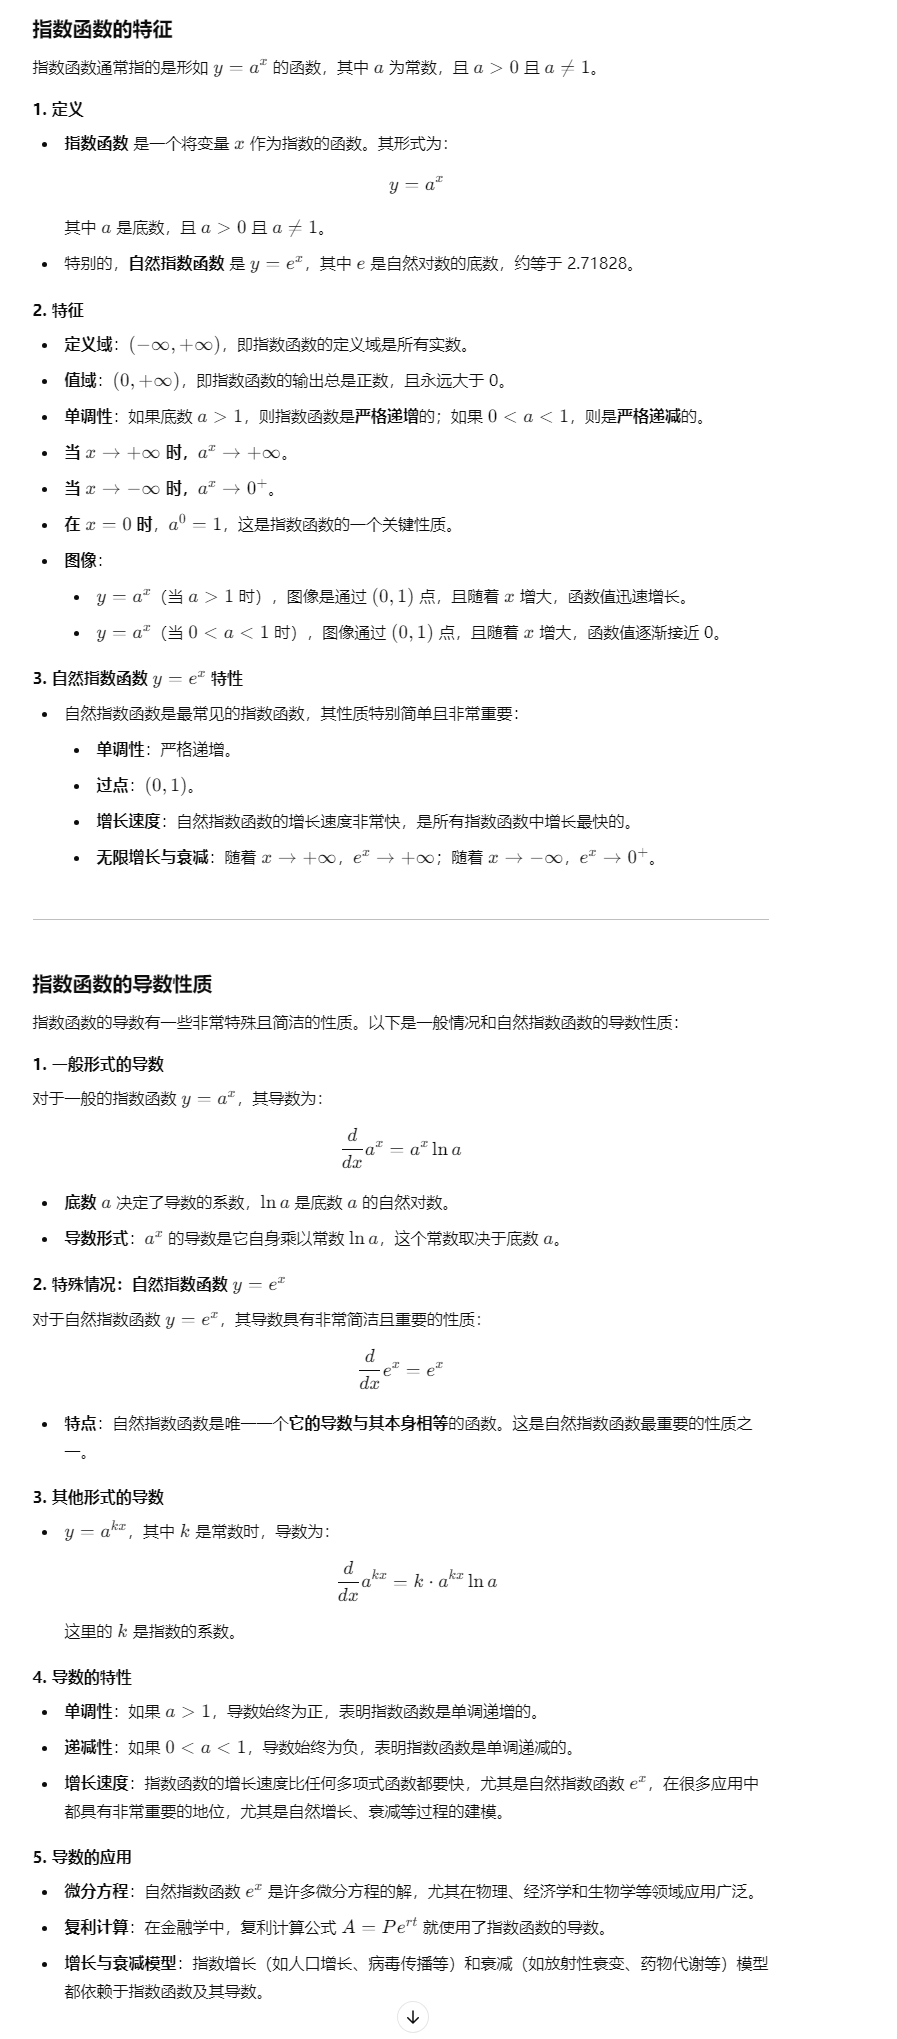 指数函数的特征
指数函数通常指的是形如 y = a^x 的函数，其中 a 为常数，且 a > 0 且 a ≠ 1。
1. 定义
• 指数函数 是一个将变量 x 作为指数的函数。其形式为：
y = a^x
其中 a 是底数，且 a > 0 且 a ≠ 1。
• 特别的，自然指数函数 是 y = e^x，其中 e 是自然对数的底数，约等于 2.71828。
2. 特征
• 定义域：(−∞, +∞)，即指数函数的定义域是所有实数。
• 值域：(0, +∞)，即指数函数的输出总是正数，且永远大于 0。
• 单调性：如果底数 a > 1，则指数函数是严格递增的；如果 0 < a < 1，则是严格递减的。
• 当 x → +∞ 时，a^x → +∞。
• 当 x → −∞ 时，a^x → 0^+。
• 在 x = 0 时，a^0 = 1，这是指数函数的一个关键性质。
• 图像：
• y = a^x（当 a > 1 时），图像是通过 (0, 1) 点，且随着 x 增大，函数值迅速增长。
• y = a^x（当 0 < a < 1 时），图像通过 (0, 1) 点，且随着 x 增大，函数值逐渐接近 0。
3. 自然指数函数 y = e^x 特性
• 自然指数函数是最常见的指数函数，其性质特别简单且非常重要：
• 单调性：严格递增。
• 过点：(0, 1)。
• 增长速度：自然指数函数的增长速度非常快，是所有指数函数中增长最快的。
• 无限增长与衰减：随着 x → +∞，e^x → +∞；随着 x → −∞，e^x → 0^+。
指数函数的导数性质
指数函数的导数有一些非常特殊且简洁的性质。以下是一般情况和自然指数函数的导数性质：
1. 一般形式的导数
对于一般的指数函数 y = a^x，其导数为：
d/dx a^x = a^x ln a
• 底数 a 决定了导数的系数，ln a 是底数 a 的自然对数。
• 导数形式：a^x 的导数是它自身乘以常数 ln a，这个常数取决于底数 a。
2. 特殊情况：自然指数函数 y = e^x
对于自然指数函数 y = e^x，其导数具有非常简洁且重要的性质：
d/dx e^x = e^x
• 特点：自然指数函数是唯一一个它的导数与其本身相等的函数。这是自然指数函数最重要的性质之
一。
3. 其他形式的导数
• y = a^{kx}，其中 k 是常数时，导数为：
d/dx a^{kx} = k · a^{kx} ln a
这里的 k 是指数的系数。
4. 导数的特性
• 单调性：如果 a > 1，导数始终为正，表明指数函数是单调递增的。
• 递减性：如果 0 < a < 1，导数始终为负，表明指数函数是单调递减的。
• 增长速度：指数函数的增长速度比任何多项式函数都要快，尤其是自然指数函数 e^x，在很多应用中
都具有非常重要的地位，尤其是自然增长、衰减等过程的建模。
5. 导数的应用
• 微分方程：自然指数函数 e^x 是许多微分方程的解，尤其在物理、经济学和生物学等领域应用广泛。
• 复利计算：在金融学中，复利计算公式 A = Pe^{rt} 就使用了指数函数的导数。
• 增长与衰减模型：指数增长（如人口增长、病毒传播等）和衰减（如放射性衰变、药物代谢等）模型
都依赖于指数函数及其导数。